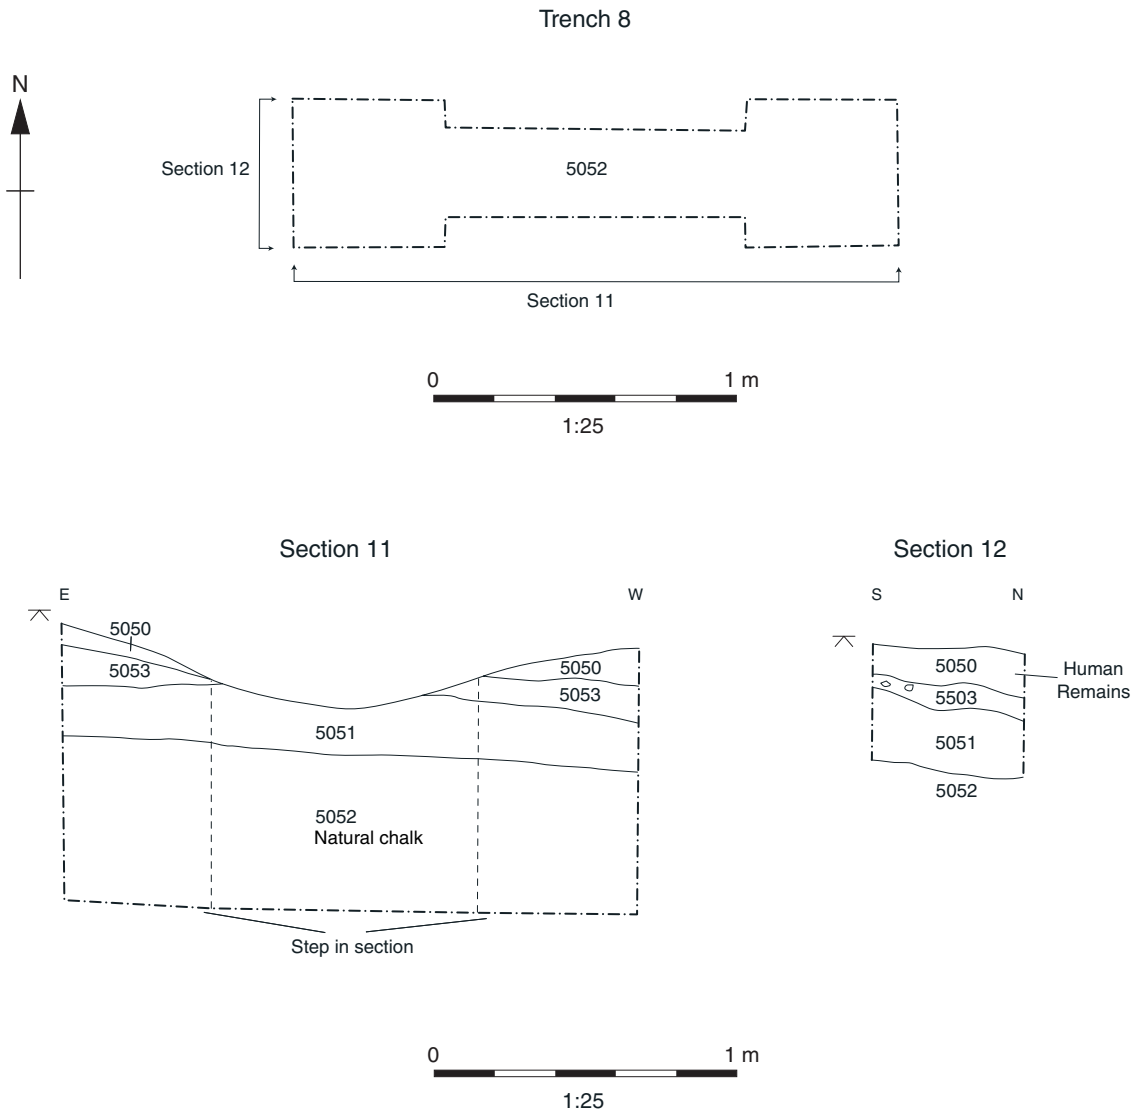 Trench 8
N
Section 12
5052
Section 11
0 1 m
1:25
Section 11
Section 12
E
W
S
N
5050
5053
5050
5053
5051
5052
Natural chalk
Step in section
5050
Human
Remains
5503
5051
5052
0 1 m
1:25